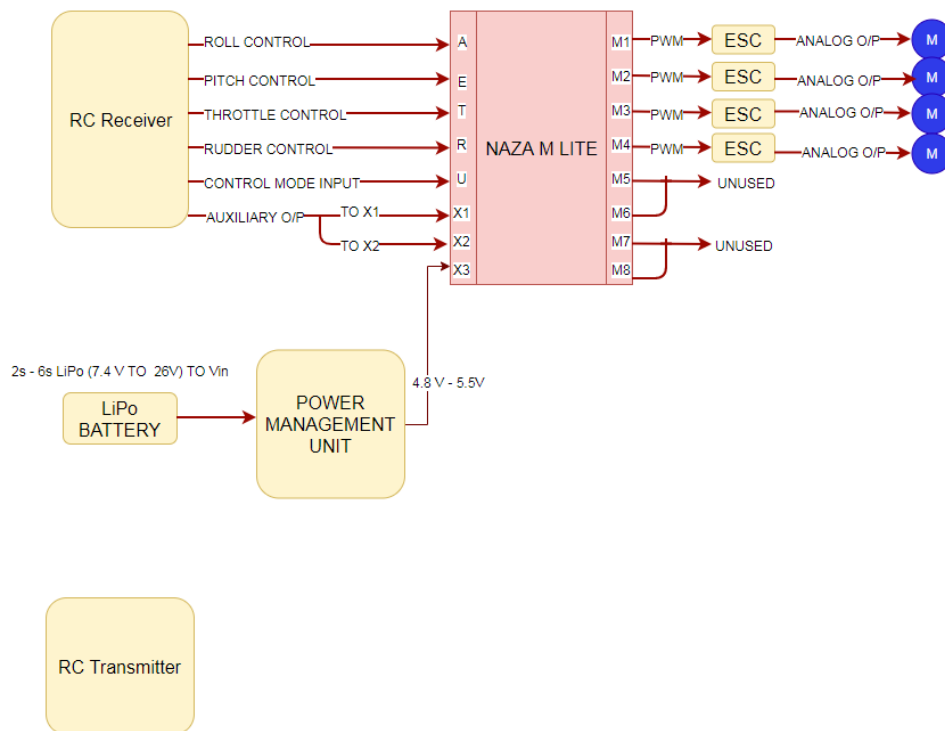 RC Receiver
ROLL CONTROL
PITCH CONTROL
THROTTLE CONTROL
RUDDER CONTROL
CONTROL MODE INPUT
AUXILIARY O/P
TO X1
TO X2
A
E
T
R
U
X1
X2
X3
NAZA M LITE
M1
M2
M3
M4
M5
M6
M7
M8
PWM
ESC
ANALOG O/P
M
PWM
ESC
ANALOG O/P
M
PWM
ESC
ANALOG O/P
M
PWM
ESC
ANALOG O/P
M
UNUSED
UNUSED
2s - 6s LiPo (7.4 V TO 26V) TO Vin
LiPo
BATTERY
POWER
MANAGEMENT
UNIT
4.8 V - 5.5V
RC Transmitter